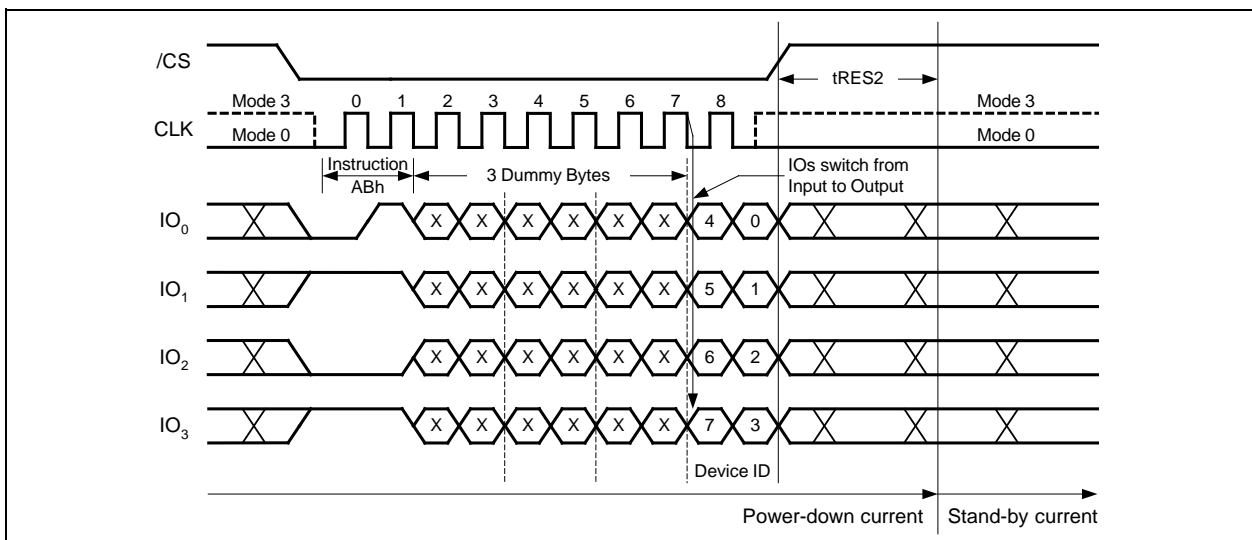 /CS
tRES2
Mode 3 0 1 2 3 4 5 6 7 8 Mode 3
CLK
Mode 0 Mode 0
Instruction
ABh
3 Dummy Bytes
IOs switch from
Input to Output
IO0 X X X X X X 4 0
IO1 X X X X X X 5 1
IO2 X X X X X X 6 2
IO3 X X X X X X 7 3
Device ID
Power-down current Stand-by current